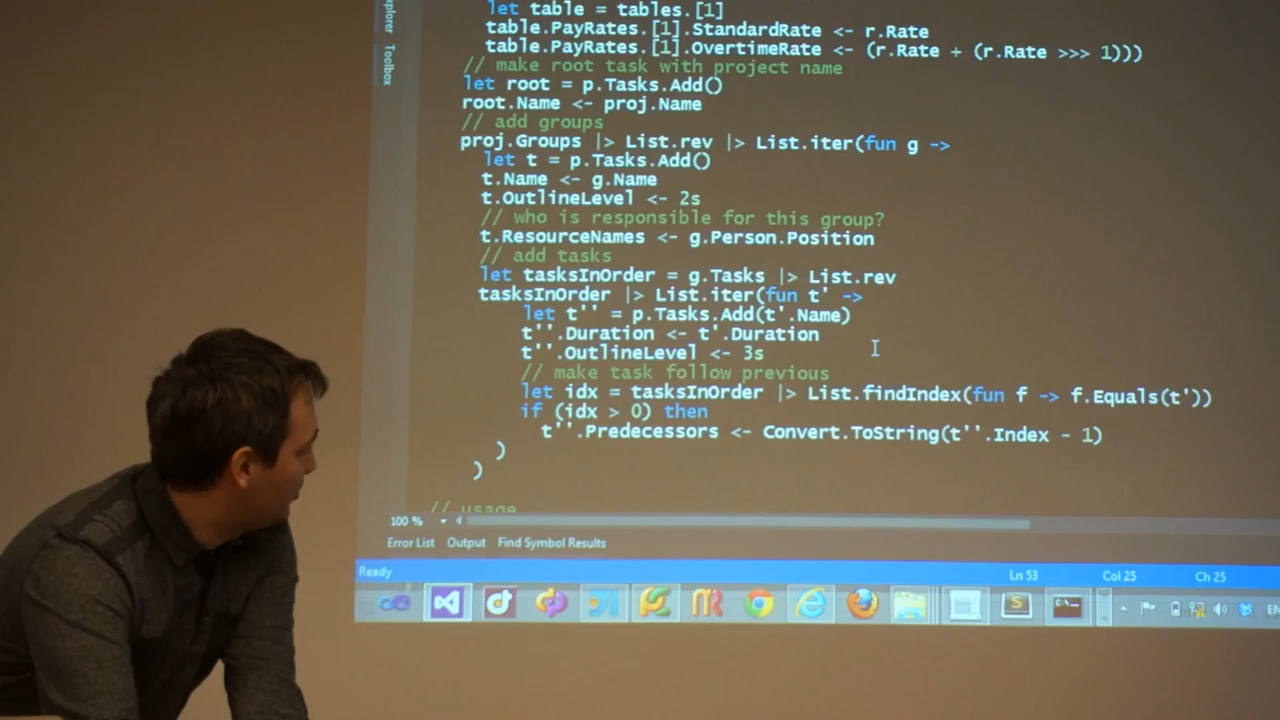 plorer
Toolbox
let table = tables.[1]
table.PayRates.[1].StandardRate <- r.Rate
table.PayRates.[1].OvertimeRate <- (r.Rate + (r.Rate >>> 1)))
// make root task with project name
let root = p.Tasks.Add()
root.Name <- proj.Name
// add groups
proj.Groups |> List.rev |> List.iter(fun g ->
let t = p.Tasks.Add()
t.Name <- g.Name
t.OutlineLevel <- 2s
// who is responsible for this group?
t.ResourceNames <- g.Person.Position
// add tasks
let tasksInOrder = g.Tasks |> List.rev
tasksInOrder |> List.iter(fun t' ->
let t'' = p.Tasks.Add(t'.Name)
t''.Duration <- t'.Duration
t''.OutlineLevel <- 3s
// make task follow previous
let idx = tasksInOrder |> List.findIndex(fun f -> f.Equals(t'))
if (idx > 0) then
t''.Predecessors <- Convert.ToString(t''.Index - 1)
)
)
// usage
100 %
Error List Output Find Symbol Results
Ready Ln 53 Col 25 Ch 25
EN